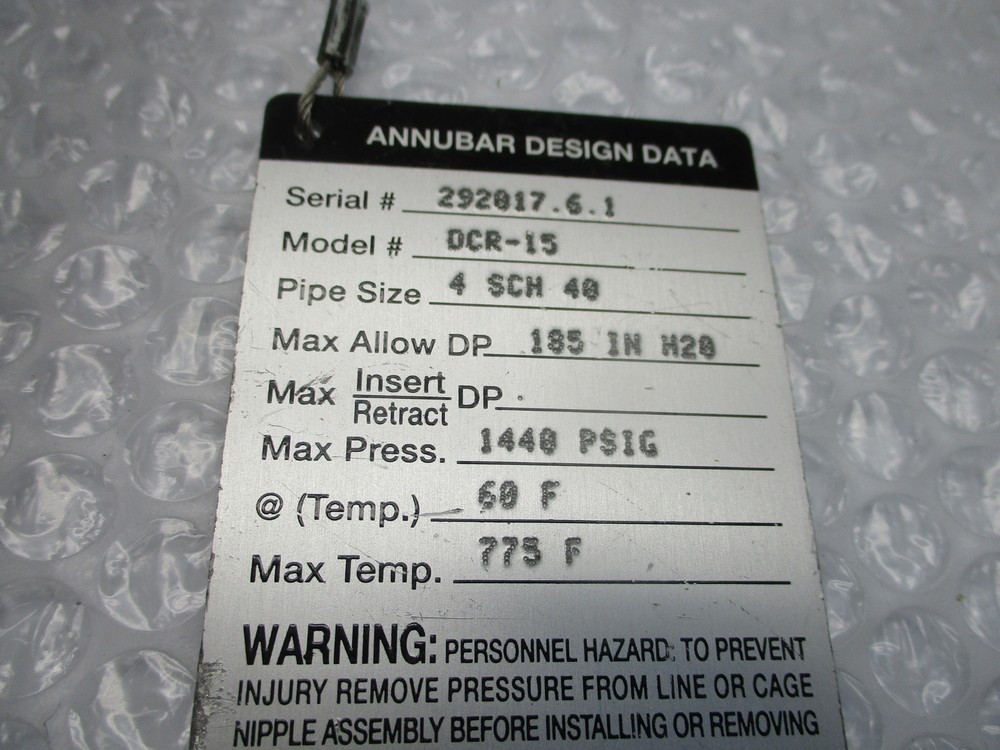 ANNUBAR DESIGN DATA
Serial # 292017.6.1
Model # DCR-15
Pipe Size 4 SCH 40
Max Allow DP 185 IN H20
Max Insert/Retract DP
Max Press. 1440 PSIG
@ (Temp.) 60 F
Max Temp. 775 F
WARNING: PERSONNEL HAZARD: TO PREVENT
INJURY REMOVE PRESSURE FROM LINE OR CAGE
NIPPLE ASSEMBLY BEFORE INSTALLING OR REMOVING